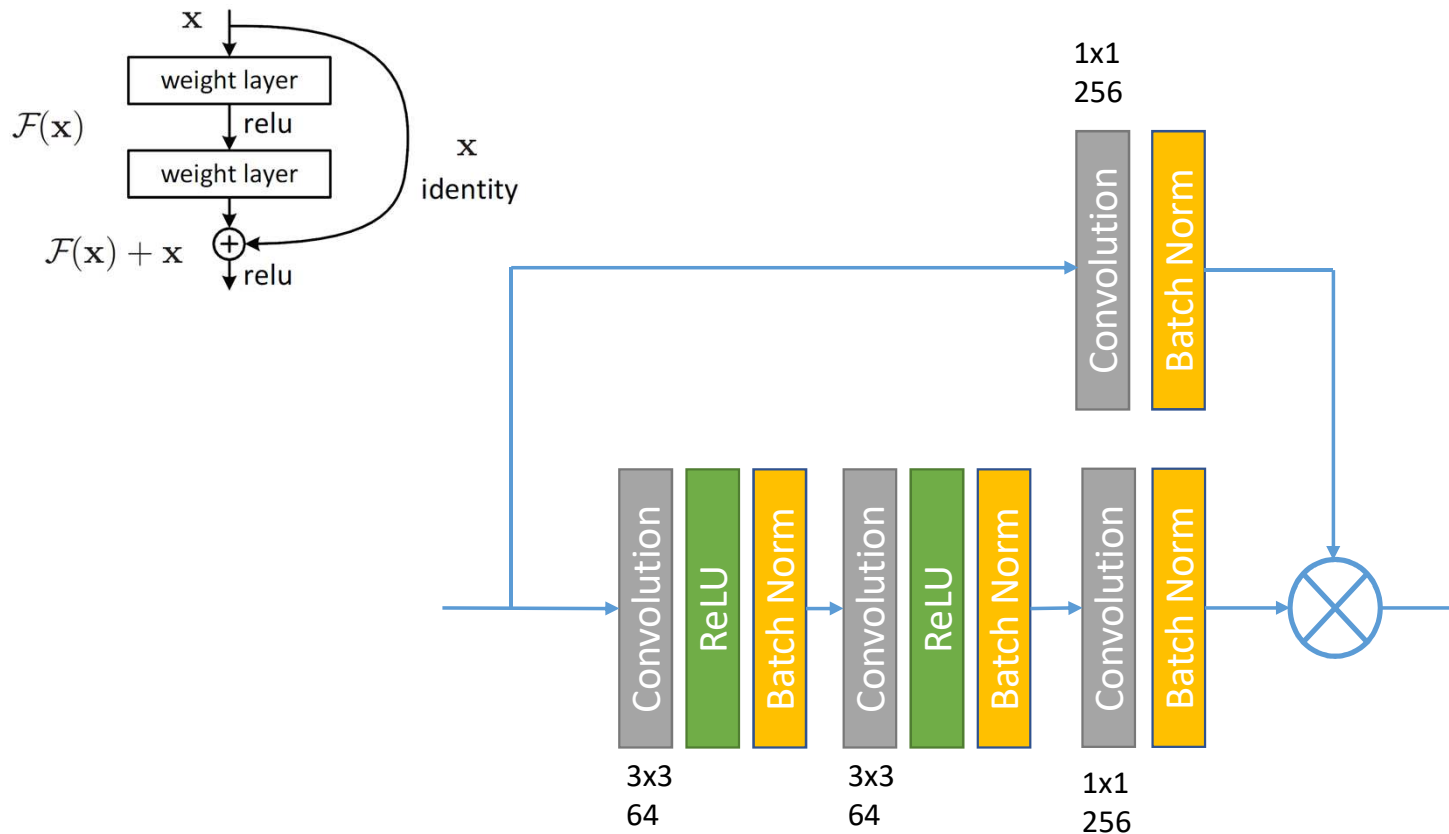 x
weight layer
relu
weight layer
relu
F(x)
F(x) + x
x
identity
1x1
256
Convolution
Batch Norm
Convolution
ReLU
Batch Norm
Convolution
ReLU
Batch Norm
Convolution
Batch Norm
3x3
64
3x3
64
1x1
256